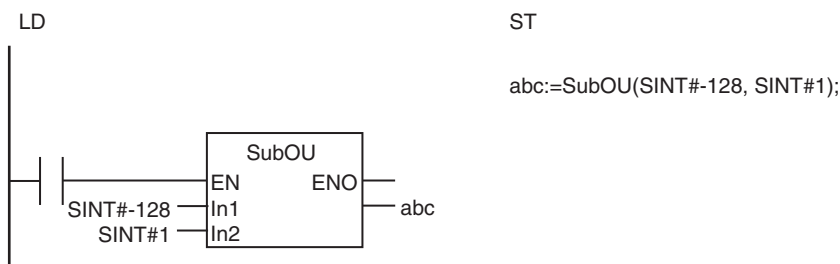 LD
ST
abc:=SubOU(SINT#-128, SINT#1);
SubOU
EN ENO
SINT#-128 In1 abc
SINT#1 In2